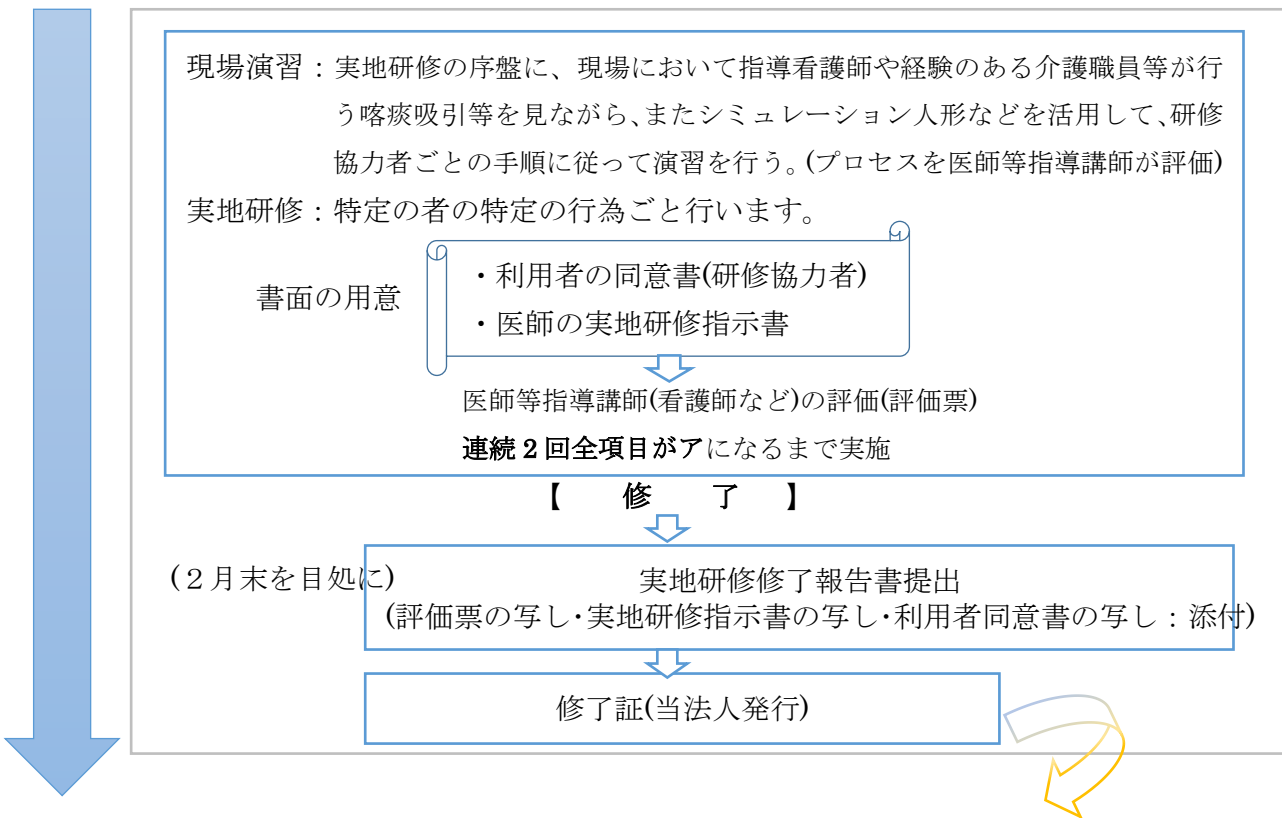 現場演習：実地研修の序盤に、現場において指導看護師や経験のある介護職員等が行
う喀痰吸引等を見ながら、またシミュレーション人形などを活用して、研修
協力者ごとの手順に従って演習を行う。(プロセスを医師等指導講師が評価)
実地研修：特定の者の特定の行為ごと行います。
書面の用意
・利用者の同意書(研修協力者)
・医師の実地研修指示書
医師等指導講師(看護師など)の評価(評価票)
連続２回全項目がアになるまで実施
【　修　了　】
(２月末を目処に)
実地研修修了報告書提出
(評価票の写し・実地研修指示書の写し・利用者同意書の写し：添付)
修了証(当法人発行)